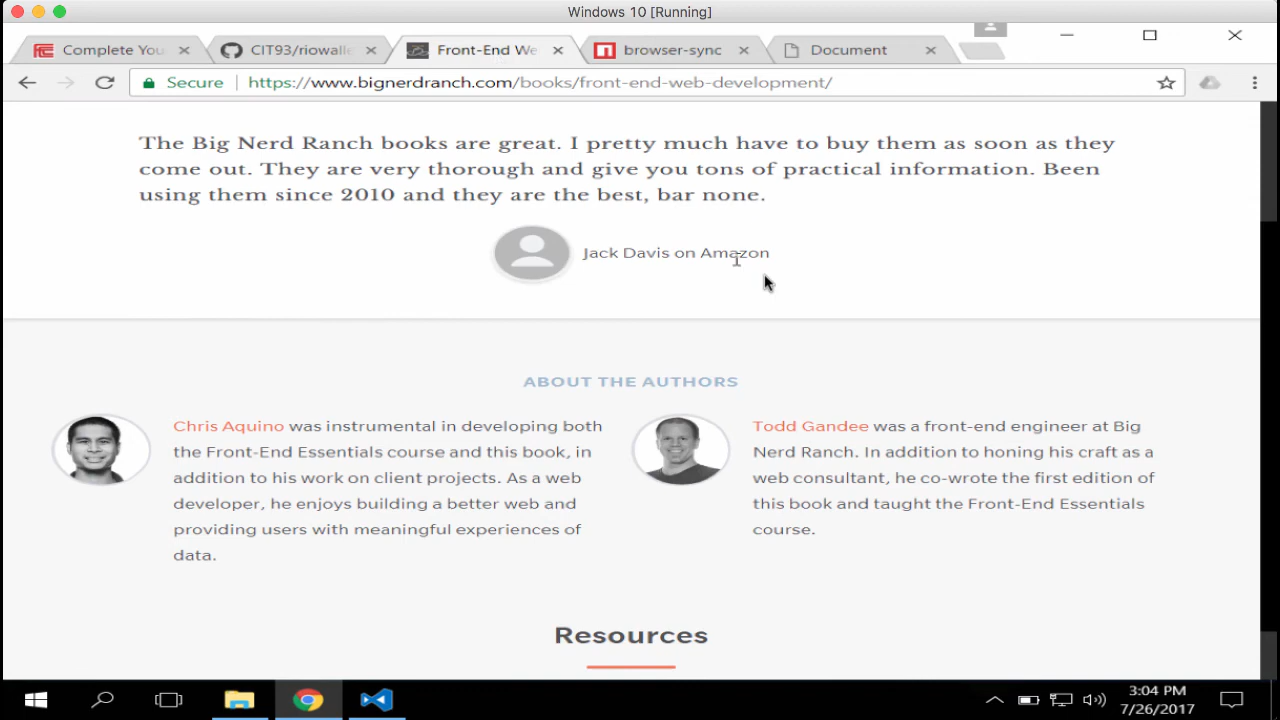 Windows 10 [Running]
Complete You
CIT93/riowalle
Front-End We
browser-sync
Document
Secure
https://www.bignerdranch.com/books/front-end-web-development/
The Big Nerd Ranch books are great. I pretty much have to buy them as soon as they
come out. They are very thorough and give you tons of practical information. Been
using them since 2010 and they are the best, bar none.
Jack Davis on Amazon
ABOUT THE AUTHORS
Chris Aquino was instrumental in developing both
the Front-End Essentials course and this book, in
addition to his work on client projects. As a web
developer, he enjoys building a better web and
providing users with meaningful experiences of
data.
Todd Gandee was a front-end engineer at Big
Nerd Ranch. In addition to honing his craft as a
web consultant, he co-wrote the first edition of
this book and taught the Front-End Essentials
course.
Resources
3:04 PM
7/26/2017